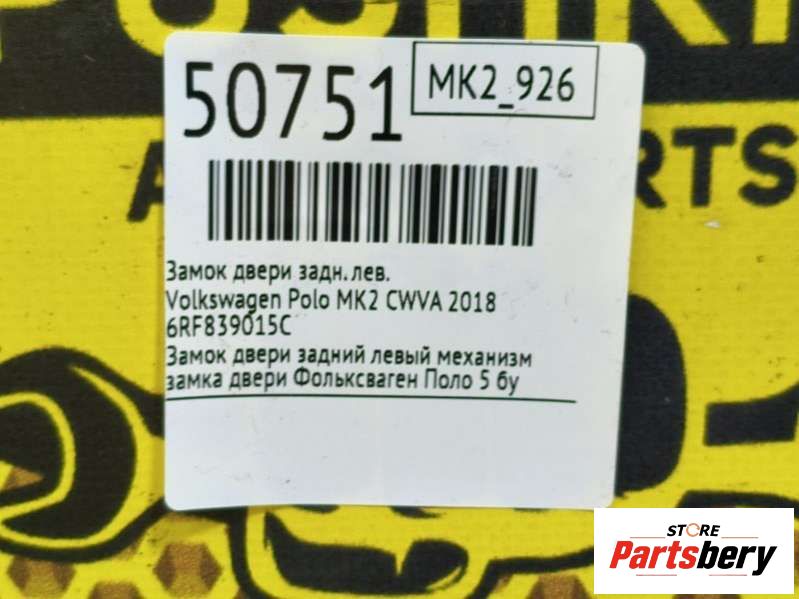 50751
MK2_926
Замок двери задн. лев.
Volkswagen Polo MK2 CWVA 2018
6RF839015C
Замок двери задний левый механизм
замка двери Фольксваген Поло 5 бу
STORE
Partsbery